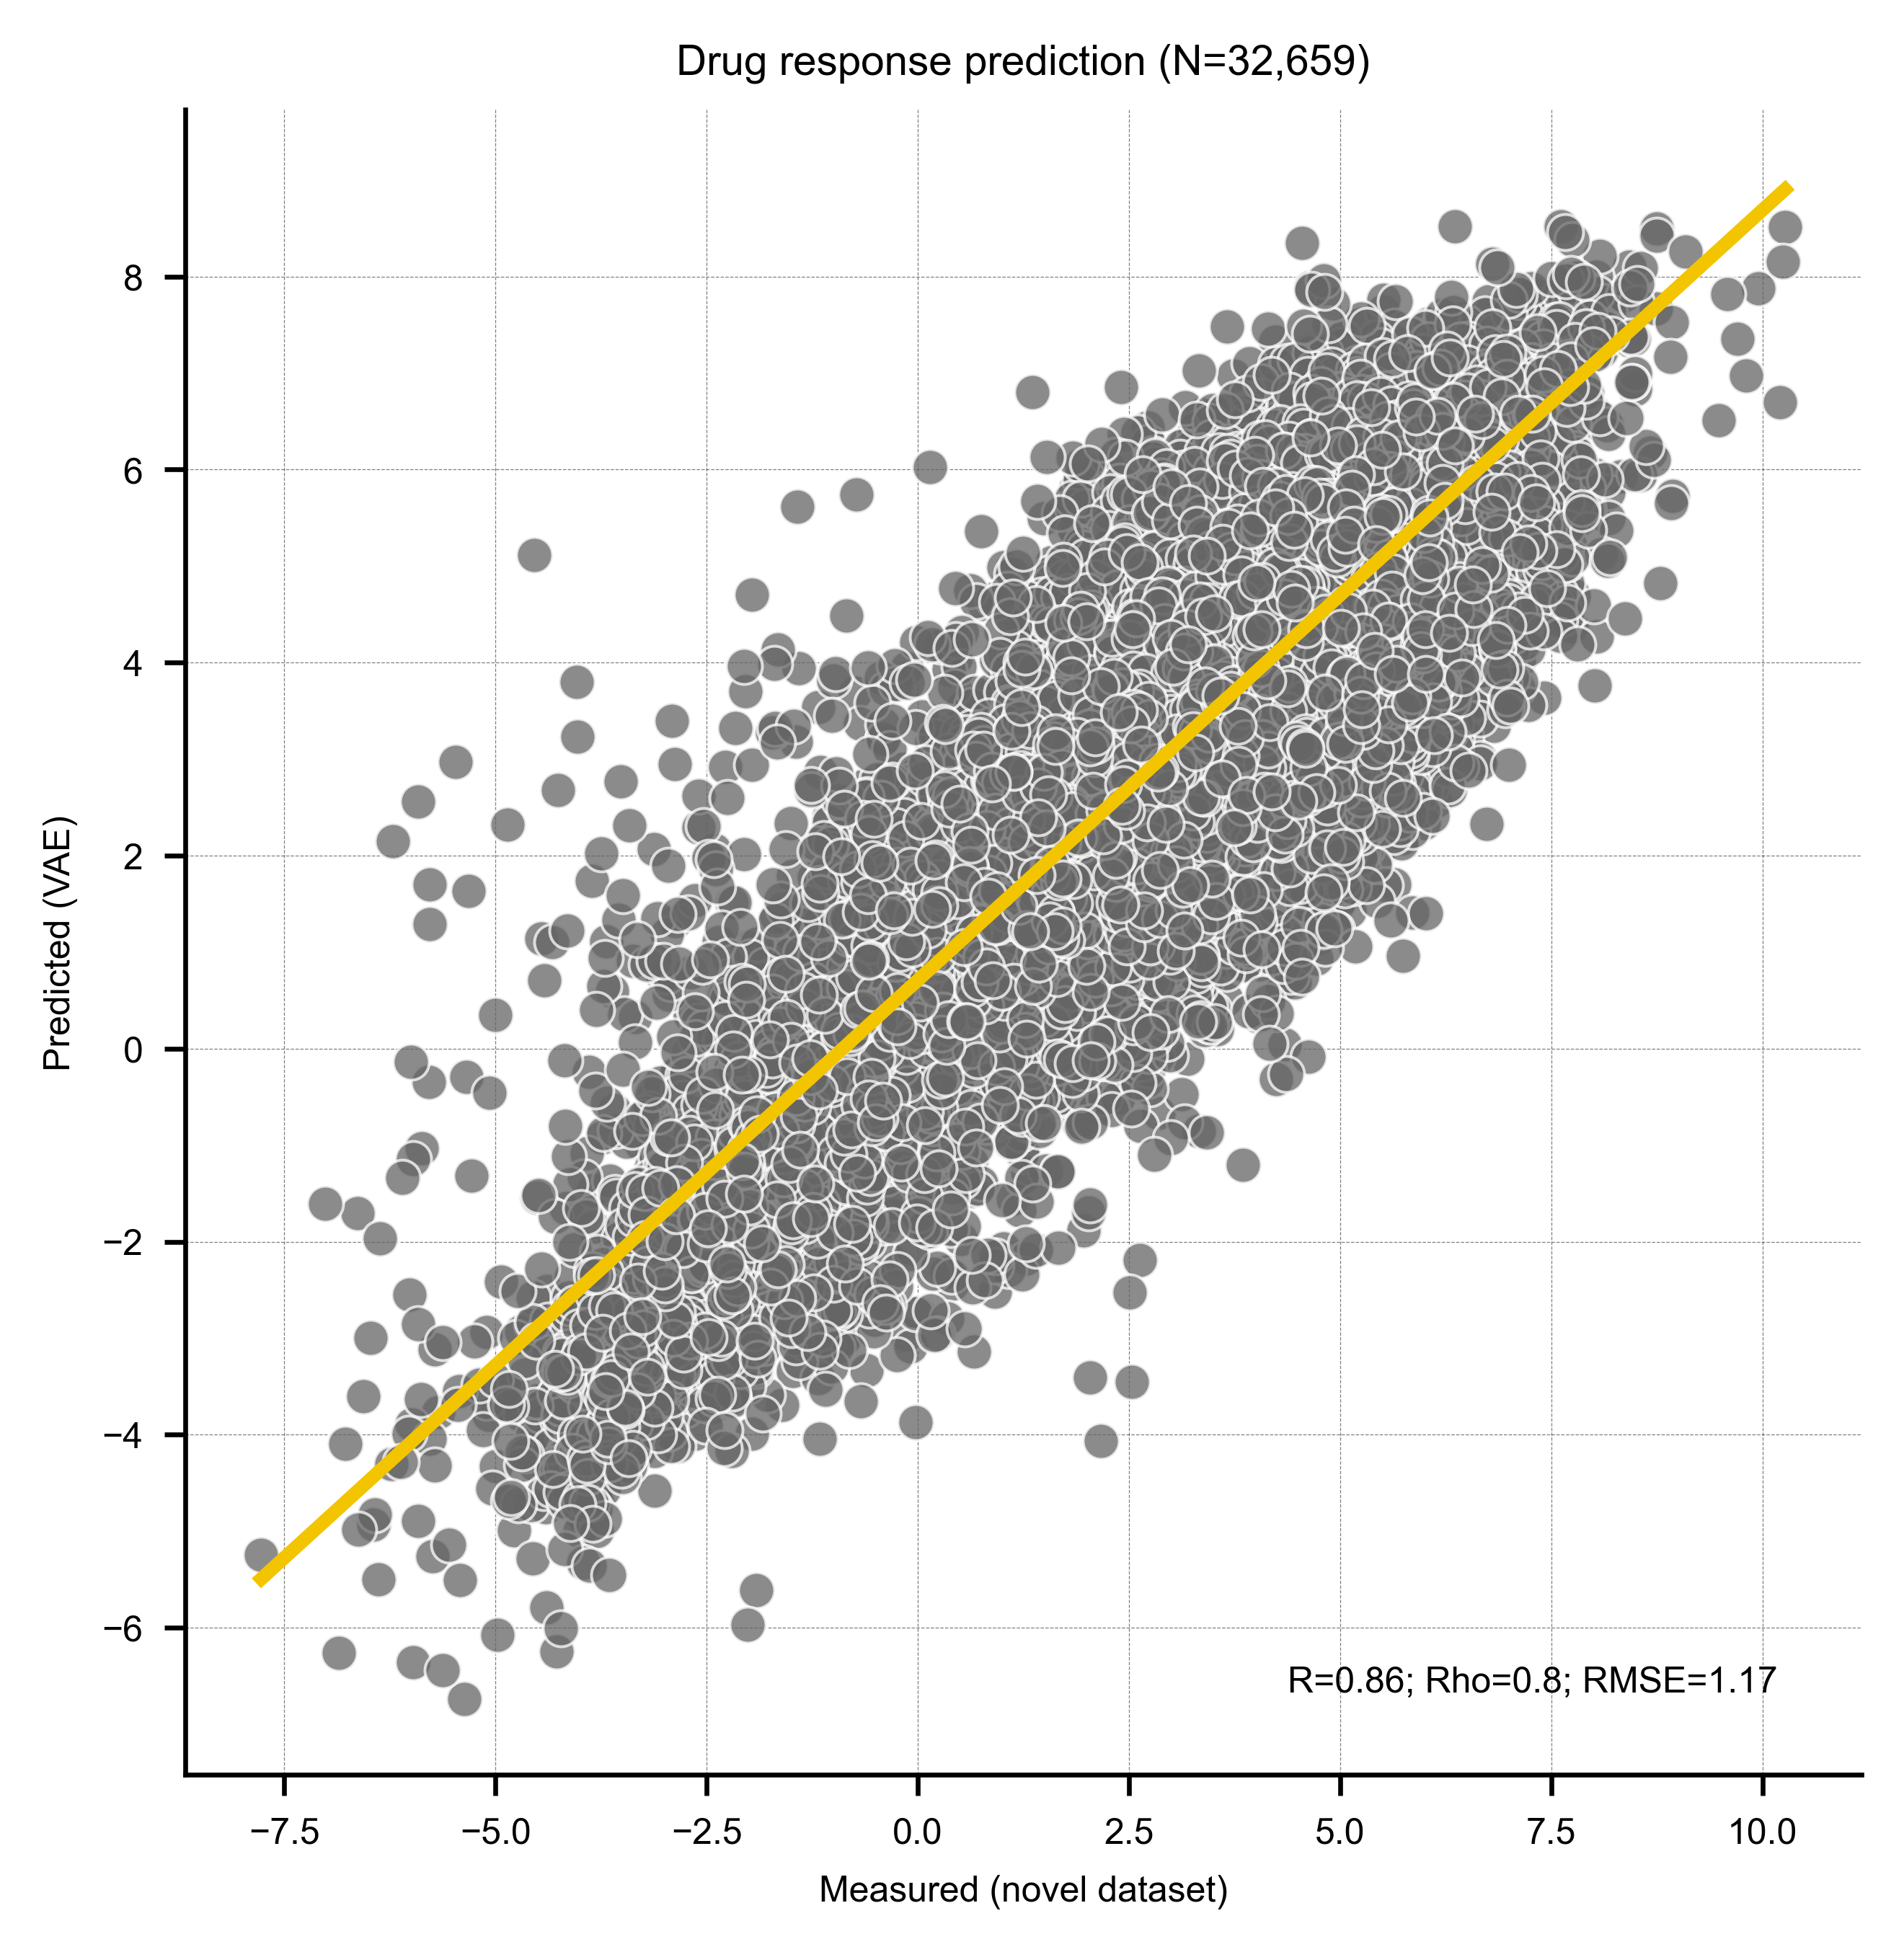 Drug response prediction (N=32,659)
8
6
4
2
0
−2
−4
−6
Predicted (VAE)
R=0.86; Rho=0.8; RMSE=1.17
−7.5 −5.0 −2.5 0.0 2.5 5.0 7.5 10.0
Measured (novel dataset)